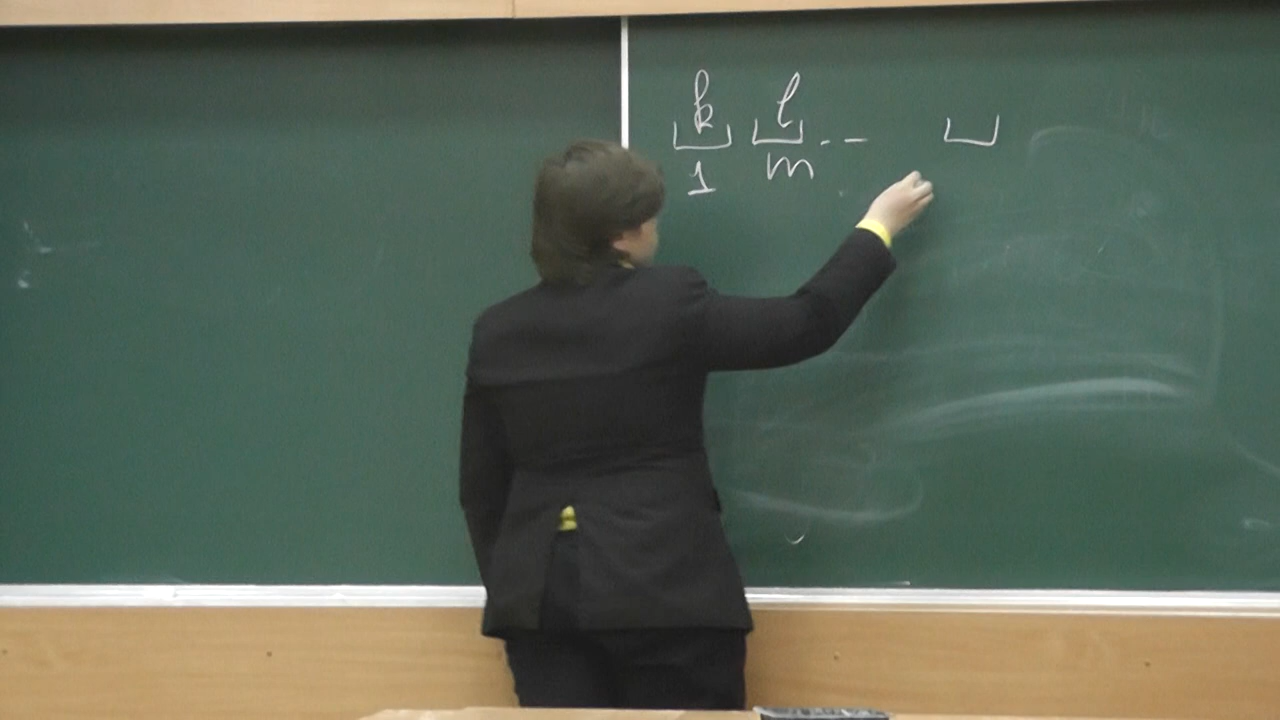 k l
⎵ ⎵ . - - ⎵
1 m